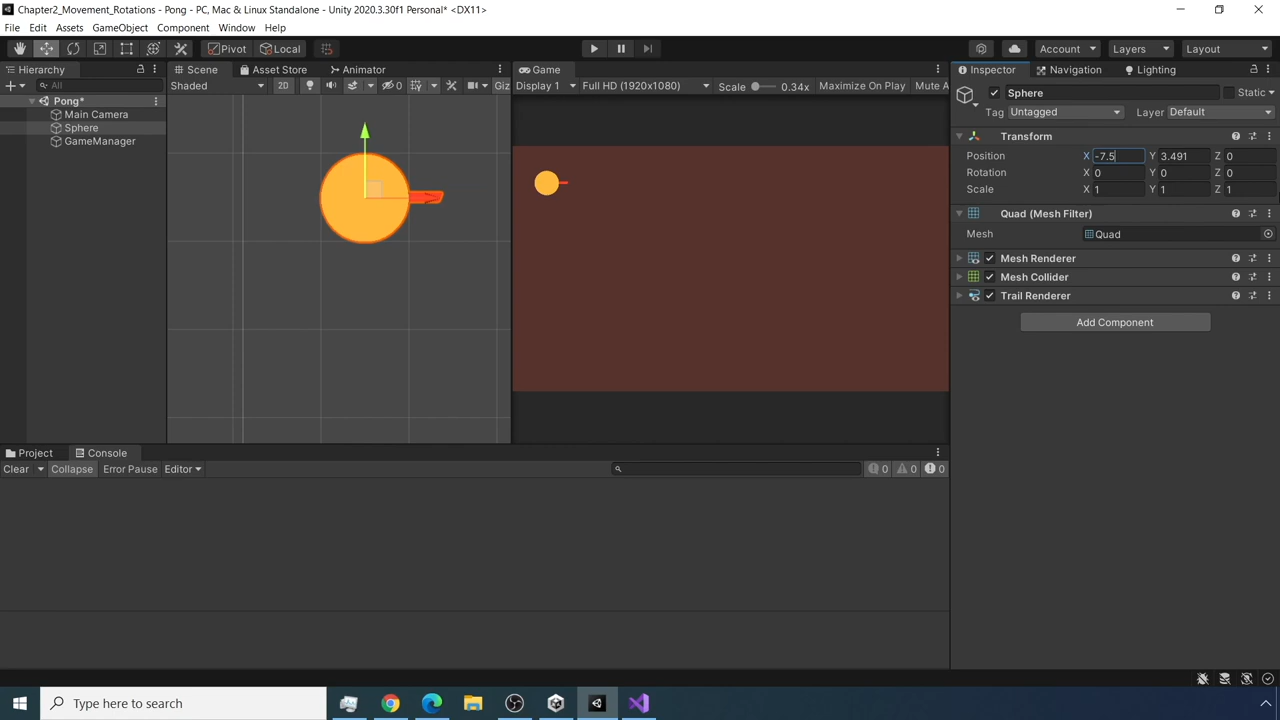 Chapter2_Movement_Rotations - Pong - PC, Mac & Linux Standalone - Unity 2020.3.30f1 Personal* <DX11>
File Edit Assets GameObject Component Window Help
Pivot Local Account Layers Layout
Hierarchy Scene Asset Store Animator Game Inspector Navigation Lighting
All Shaded 2D 0 Giz Display 1 Full HD (1920x1080) Scale 0.34x Maximize On Play Mute A Sphere Static
Pong*
Main Camera
Sphere
GameManager
Tag Untagged Layer Default
Transform
Position X -7.5 Y 3.491 Z 0
Rotation X 0 Y 0 Z 0
Scale X 1 Y 1 Z 1
Quad (Mesh Filter)
Mesh Quad
Mesh Renderer
Mesh Collider
Trail Renderer
Add Component
Project Console
Clear Collapse Error Pause Editor 0 0 0
Type here to search